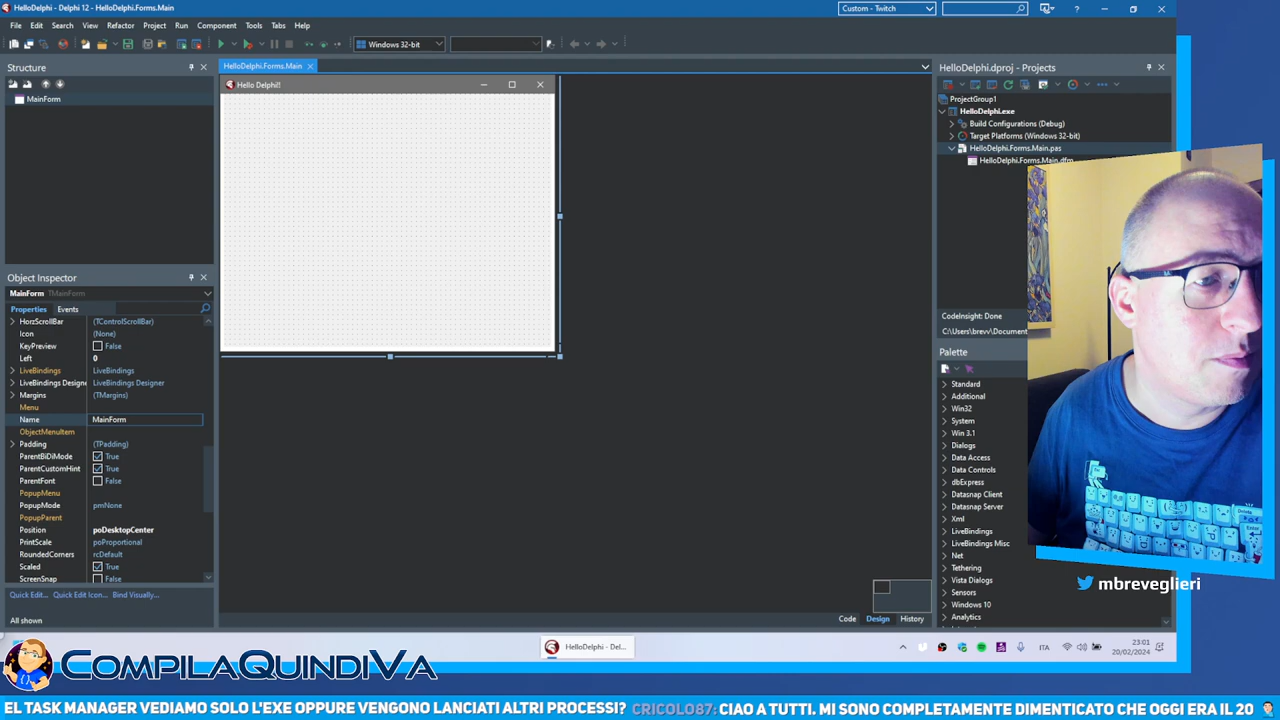 HelloDelphi - Delphi 12 - HelloDelphi.Forms.Main
Custom - Twitch
File Edit Search View Refactor Project Run Component Tools Tabs Help
Windows 32-bit
Structure
MainForm
HelloDelphi.Forms.Main
Hello Delphi!
Object Inspector
MainForm TMainForm
Properties Events
HorzScrollBar (TControlScrollBar)
Icon (None)
KeyPreview False
Left 0
LiveBindings LiveBindings
LiveBindings Designer LiveBindings Designer
Margins (TMargins)
Menu
Name MainForm
ObjectMenuItem
Padding (TPadding)
ParentBiDiMode True
ParentCustomHint True
ParentFont False
PopupMenu
PopupMode pmNone
PopupParent
Position poDesktopCenter
PrintScale poProportional
RoundedCorners rcDefault
Scaled True
ScreenSnap False
Quick Edit... Quick Edit Icon... Bind Visually...
All shown
Code Design History
HelloDelphi.dproj - Projects
ProjectGroup1
HelloDelphi.exe
Build Configurations (Debug)
Target Platforms (Windows 32-bit)
HelloDelphi.Forms.Main.pas
HelloDelphi.Forms.Main.dfm
CodeInsight: Done
C:\Users\brevv\Document
Palette
Standard
Additional
Win32
System
Win 3.1
Dialogs
Data Access
Data Controls
dbExpress
Datasnap Client
Datasnap Server
Xml
LiveBindings
LiveBindings Misc
Net
Tethering
Vista Dialogs
Sensors
Windows 10
Analytics
mbreveglieri
HelloDelphi - Del...
ITA
23:01
20/02/2024
CompilaQuindiVa
EL TASK MANAGER VEDIAMO SOLO L'EXE OPPURE VENGONO LANCIATI ALTRI PROCESSI? CRICOLO87: CIAO A TUTTI. MI SONO COMPLETAMENTE DIMENTICATO CHE OGGI ERA IL 20